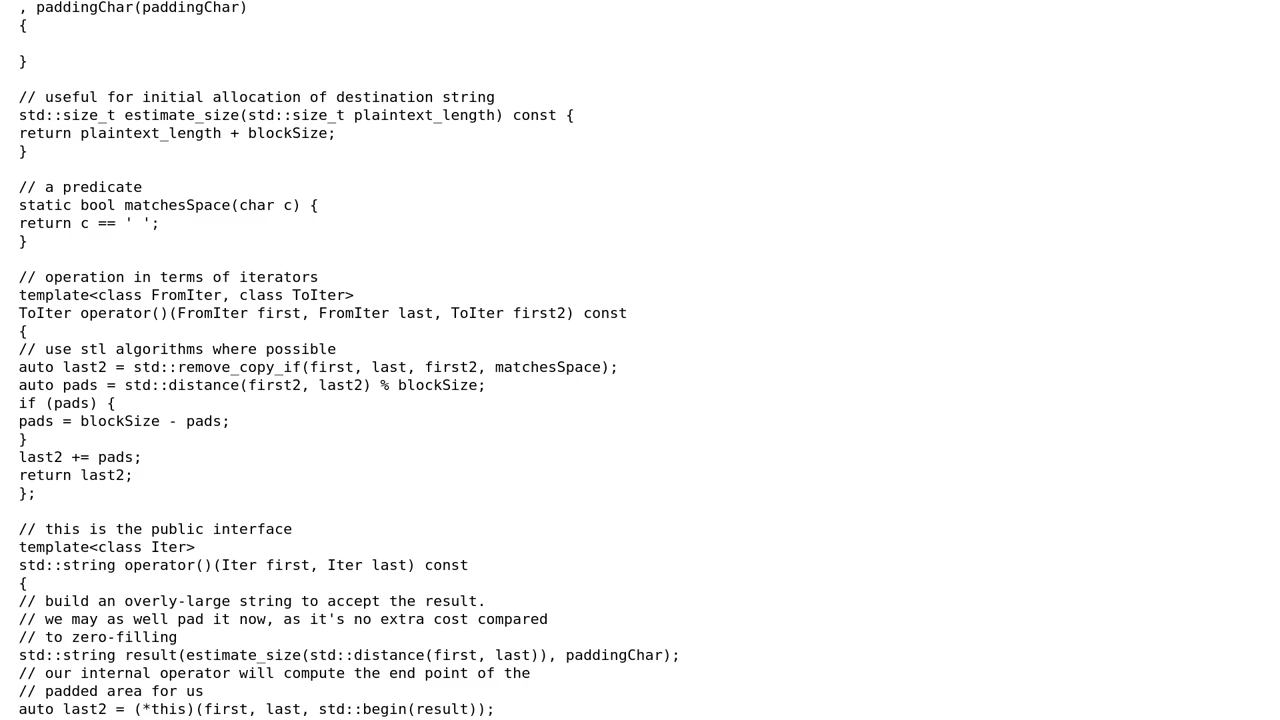 , paddingChar(paddingChar)
{

}

// useful for initial allocation of destination string
std::size_t estimate_size(std::size_t plaintext_length) const {
return plaintext_length + blockSize;
}

// a predicate
static bool matchesSpace(char c) {
return c == ' ';
}

// operation in terms of iterators
template<class FromIter, class ToIter>
ToIter operator()(FromIter first, FromIter last, ToIter first2) const
{
// use stl algorithms where possible
auto last2 = std::remove_copy_if(first, last, first2, matchesSpace);
auto pads = std::distance(first2, last2) % blockSize;
if (pads) {
pads = blockSize - pads;
}
last2 += pads;
return last2;
};

// this is the public interface
template<class Iter>
std::string operator()(Iter first, Iter last) const
{
// build an overly-large string to accept the result.
// we may as well pad it now, as it's no extra cost compared
// to zero-filling
std::string result(estimate_size(std::distance(first, last)), paddingChar);
// our internal operator will compute the end point of the
// padded area for us
auto last2 = (*this)(first, last, std::begin(result));